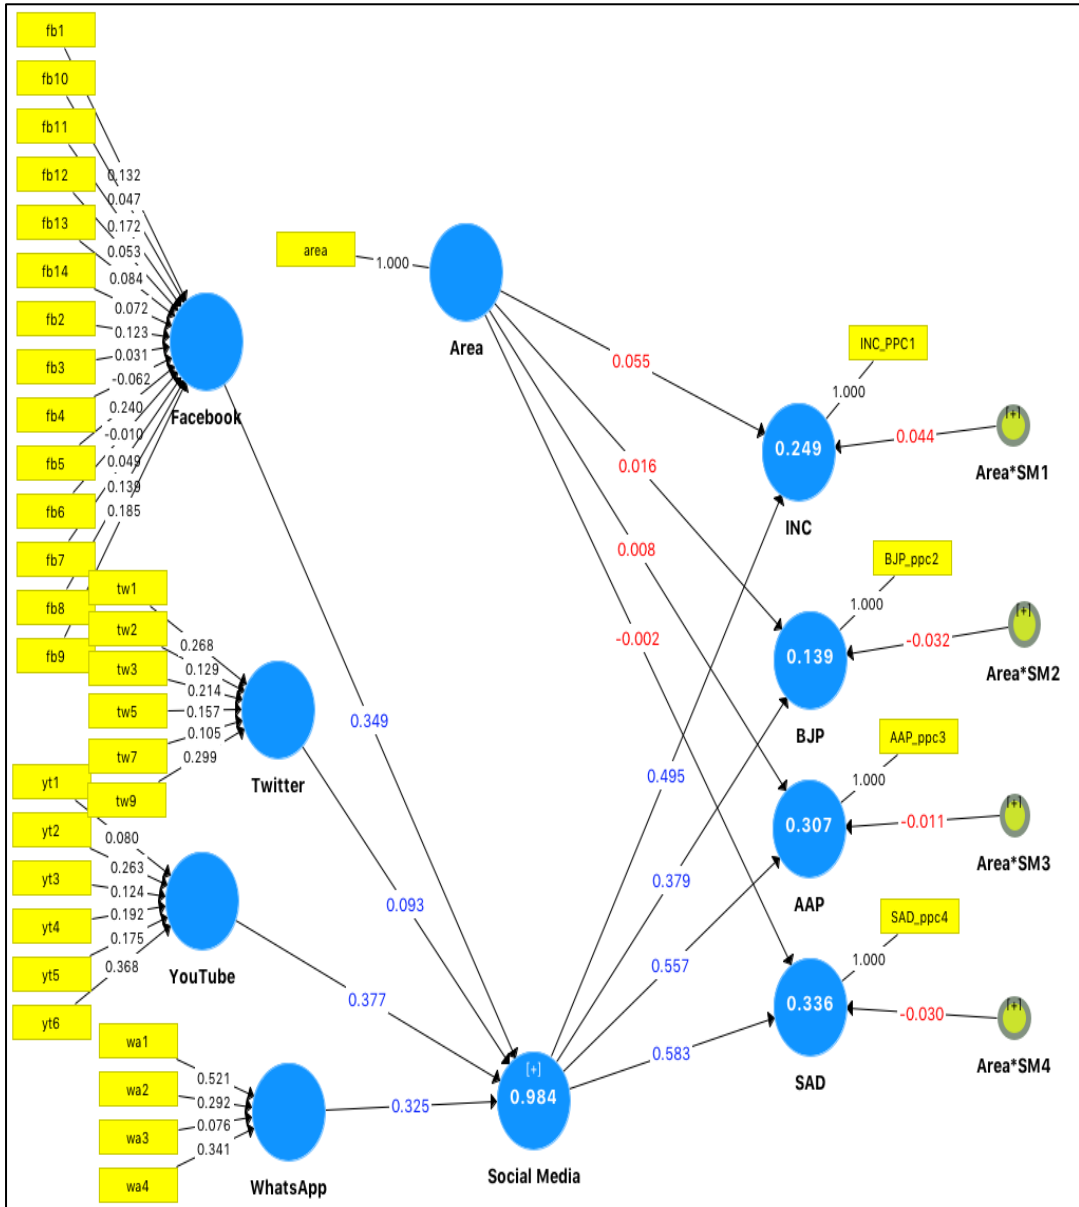 fb1
fb10
fb11
fb12
fb13
fb14
fb2
fb3
fb4
fb5
fb6
fb7
fb8
fb9
0.132
0.047
0.172
0.053
0.084
0.072
0.123
0.031
-0.062
0.240
-0.010
0.049
0.139
0.185
Facebook
tw1
tw2
tw3
tw5
tw7
tw9
0.268
0.129
0.214
0.157
0.105
0.299
Twitter
yt1
yt2
yt3
yt4
yt5
yt6
0.080
0.263
0.124
0.192
0.175
0.368
YouTube
wa1
wa2
wa3
wa4
0.521
0.292
0.076
0.341
WhatsApp
0.349
0.093
0.377
0.325
[+]
0.984
Social Media
area
1.000
Area
0.055
0.016
0.008
-0.002
0.495
0.379
0.557
0.583
INC_PPC1
1.000
0.249
INC
0.044
[+]
Area*SM1
BJP_ppc2
1.000
0.139
BJP
-0.032
[+]
Area*SM2
AAP_ppc3
1.000
0.307
AAP
-0.011
[+]
Area*SM3
SAD_ppc4
1.000
0.336
SAD
-0.030
[+]
Area*SM4